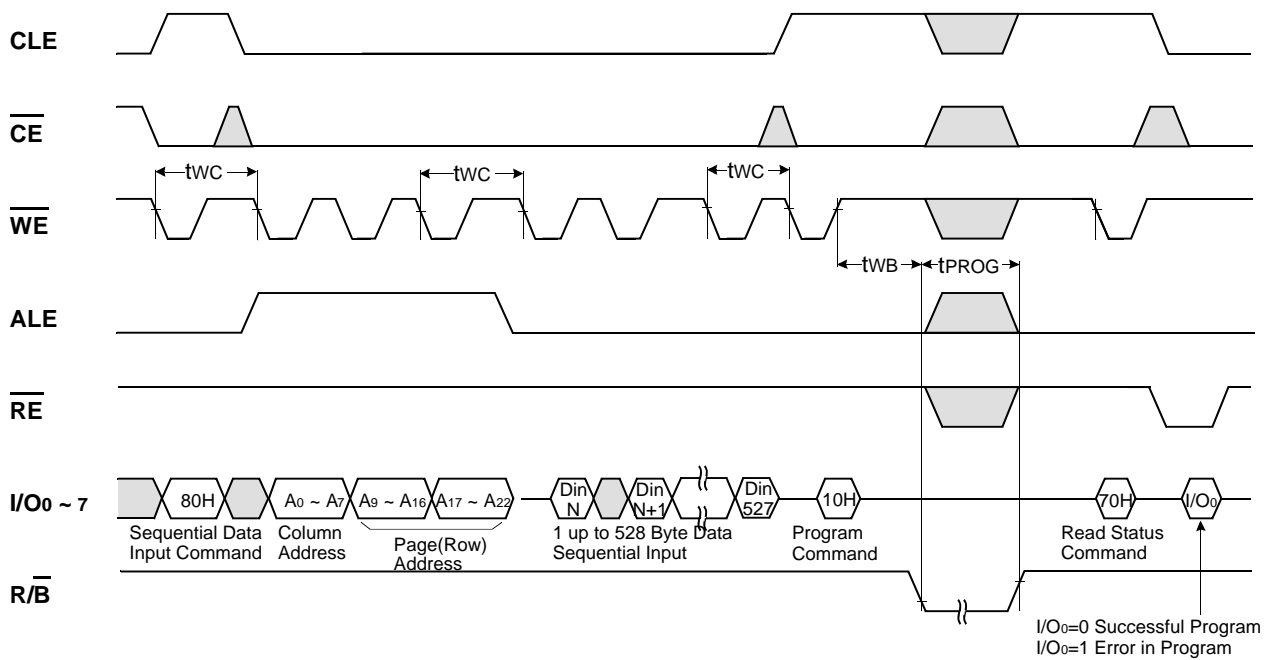 CLE
CE
tWC
tWC
tWC
WE
tWB
tPROG
ALE
RE
I/O0 ~ 7
80H
A0 ~ A7
A9 ~ A16
A17 ~ A22
Din
N
Din
N+1
Din
527
10H
70H
I/O0
Sequential Data
Input Command
Column
Address
Page(Row)
Address
1 up to 528 Byte Data
Sequential Input
Program
Command
Read Status
Command
R/B
I/O0=0 Successful Program
I/O0=1 Error in Program